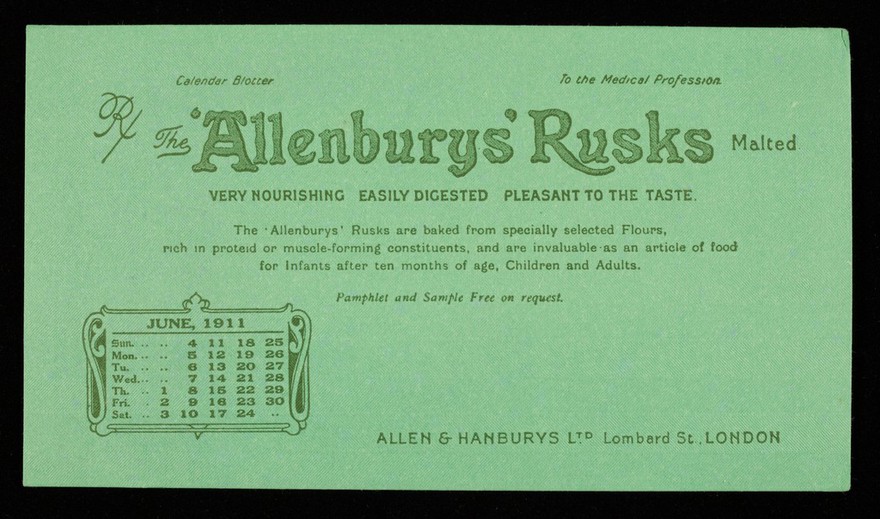 Calendar Blotter
To the Medical Profession.
Rx The 'Allenburys' Rusks Malted.
VERY NOURISHING EASILY DIGESTED PLEASANT TO THE TASTE.
The 'Allenburys' Rusks are baked from specially selected Flours,
rich in proteid or muscle-forming constituents, and are invaluable as an article of food
for Infants after ten months of age, Children and Adults.
Pamphlet and Sample Free on request.
JUNE, 1911
Sun. .. .. 4 11 18 25
Mon. .. .. 5 12 19 26
Tu. .. .. 6 13 20 27
Wed. .. .. 7 14 21 28
Th. .. 1 8 15 22 29
Fri. .. 2 9 16 23 30
Sat. .. 3 10 17 24 ..
ALLEN & HANBURYS LTD Lombard St., LONDON